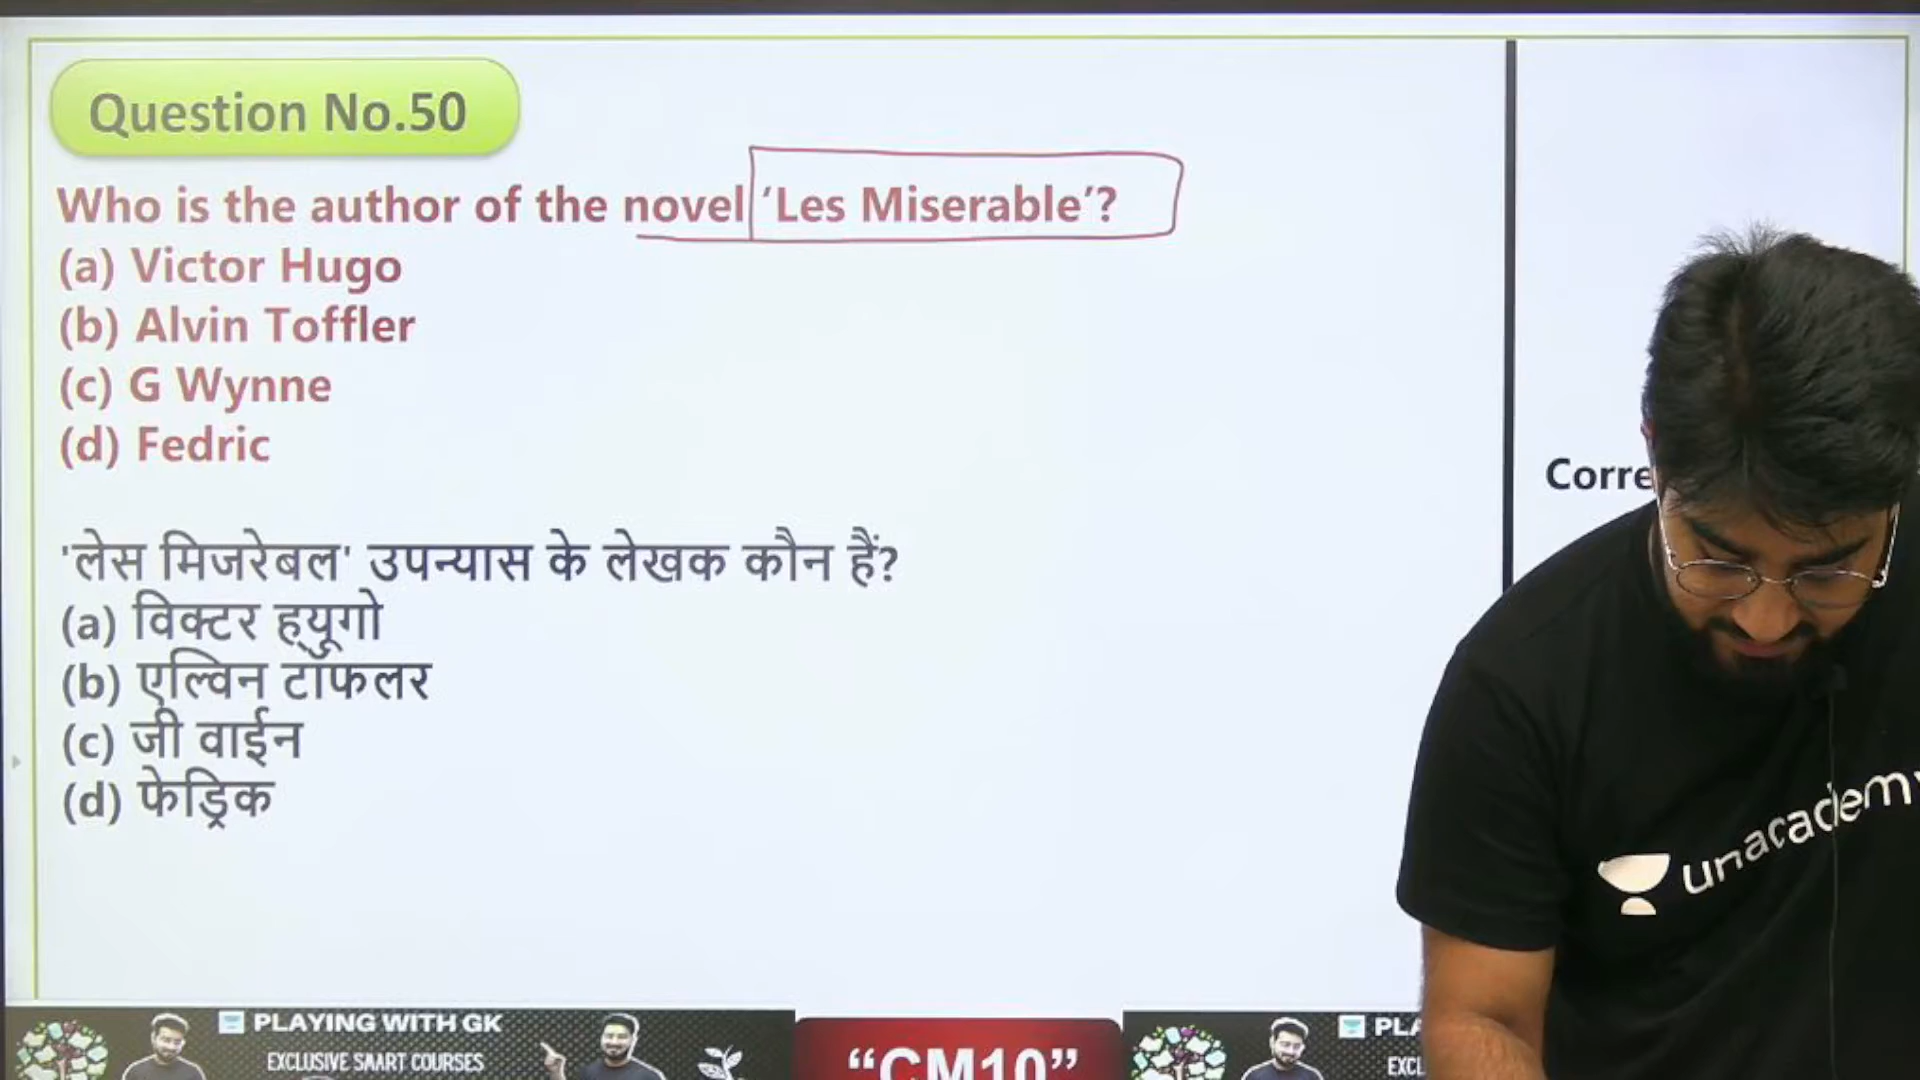 Question No.50
Who is the author of the novel 'Les Miserable'?
(a) Victor Hugo
(b) Alvin Toffler
(c) G Wynne
(d) Fedric
'लेस मिजरेबल' उपन्यास के लेखक कौन हैं?
(a) विक्टर ह्यूगो
(b) एल्विन टॉफलर
(c) जी वाईन
(d) फेड्रिक
Corre
unacademy
PLAYING WITH GK
EXCLUSIVE SAART COURSES
"CM10"
PLA
EXCL